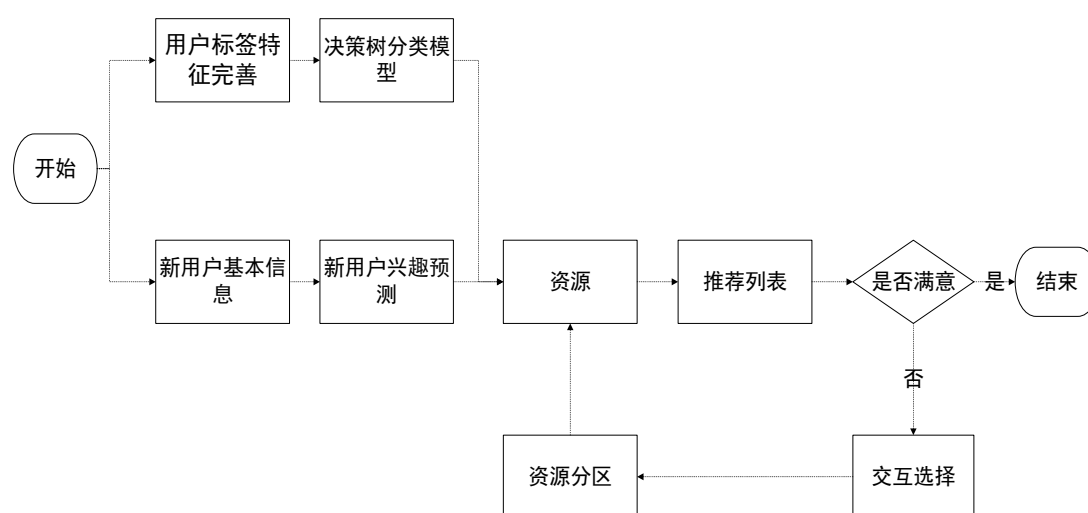 用户标签特
征完善
决策树分类模
型
开始
新用户基本信
息
新用户兴趣预
测
资源
推荐列表
是否满意
是
结束
否
资源分区
交互选择